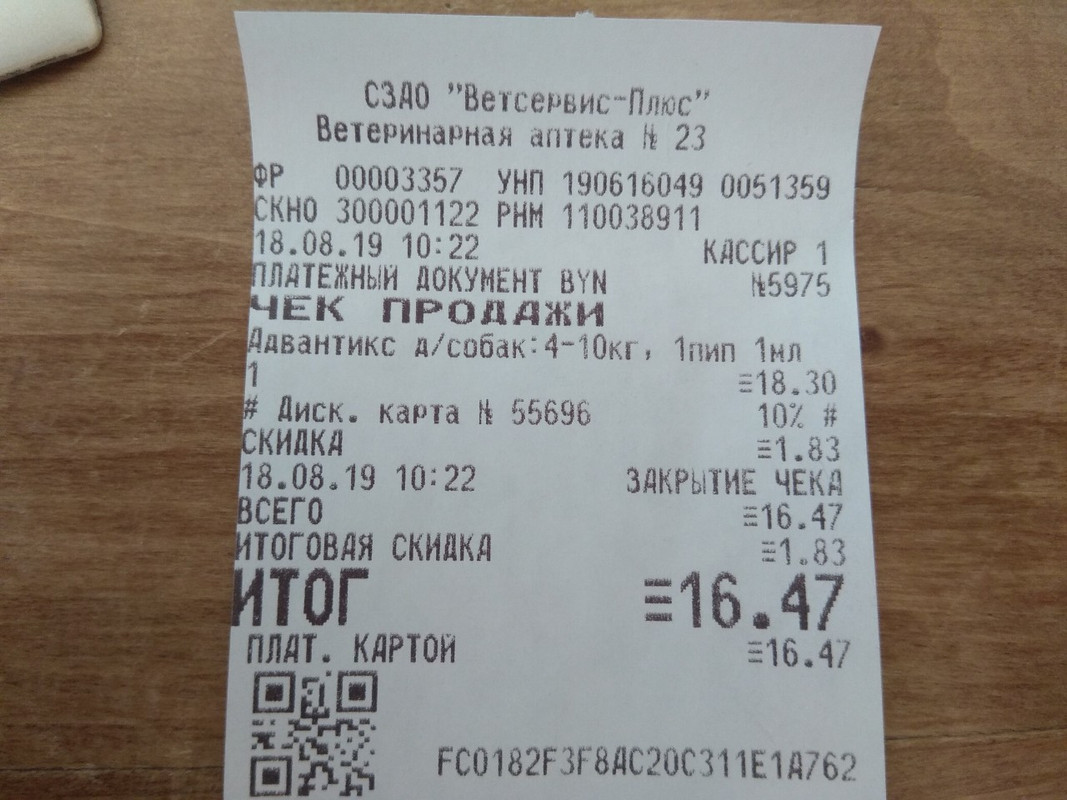 СЗАО "Ветсервис-Плюс"
Ветеринарная аптека № 23
ФР 00003357 УНП 190616049 0051359
СКНО 300001122 РНМ 110038911
18.08.19 10:22 КАССИР 1
ПЛАТЕЖНЫЙ ДОКУМЕНТ BYN №5975
ЧЕК ПРОДАЖИ
Адвантикс д/собак:4-10кг, 1пип 1мл
1 ≡18.30
# Диск. карта № 55696 10% #
СКИДКА ≡1.83
18.08.19 10:22 ЗАКРЫТИЕ ЧЕКА
ВСЕГО ≡16.47
ИТОГОВАЯ СКИДКА ≡1.83
ИТОГ ≡16.47
ПЛАТ. КАРТОЙ ≡16.47
FC0182F3F8AC20C311E1A762